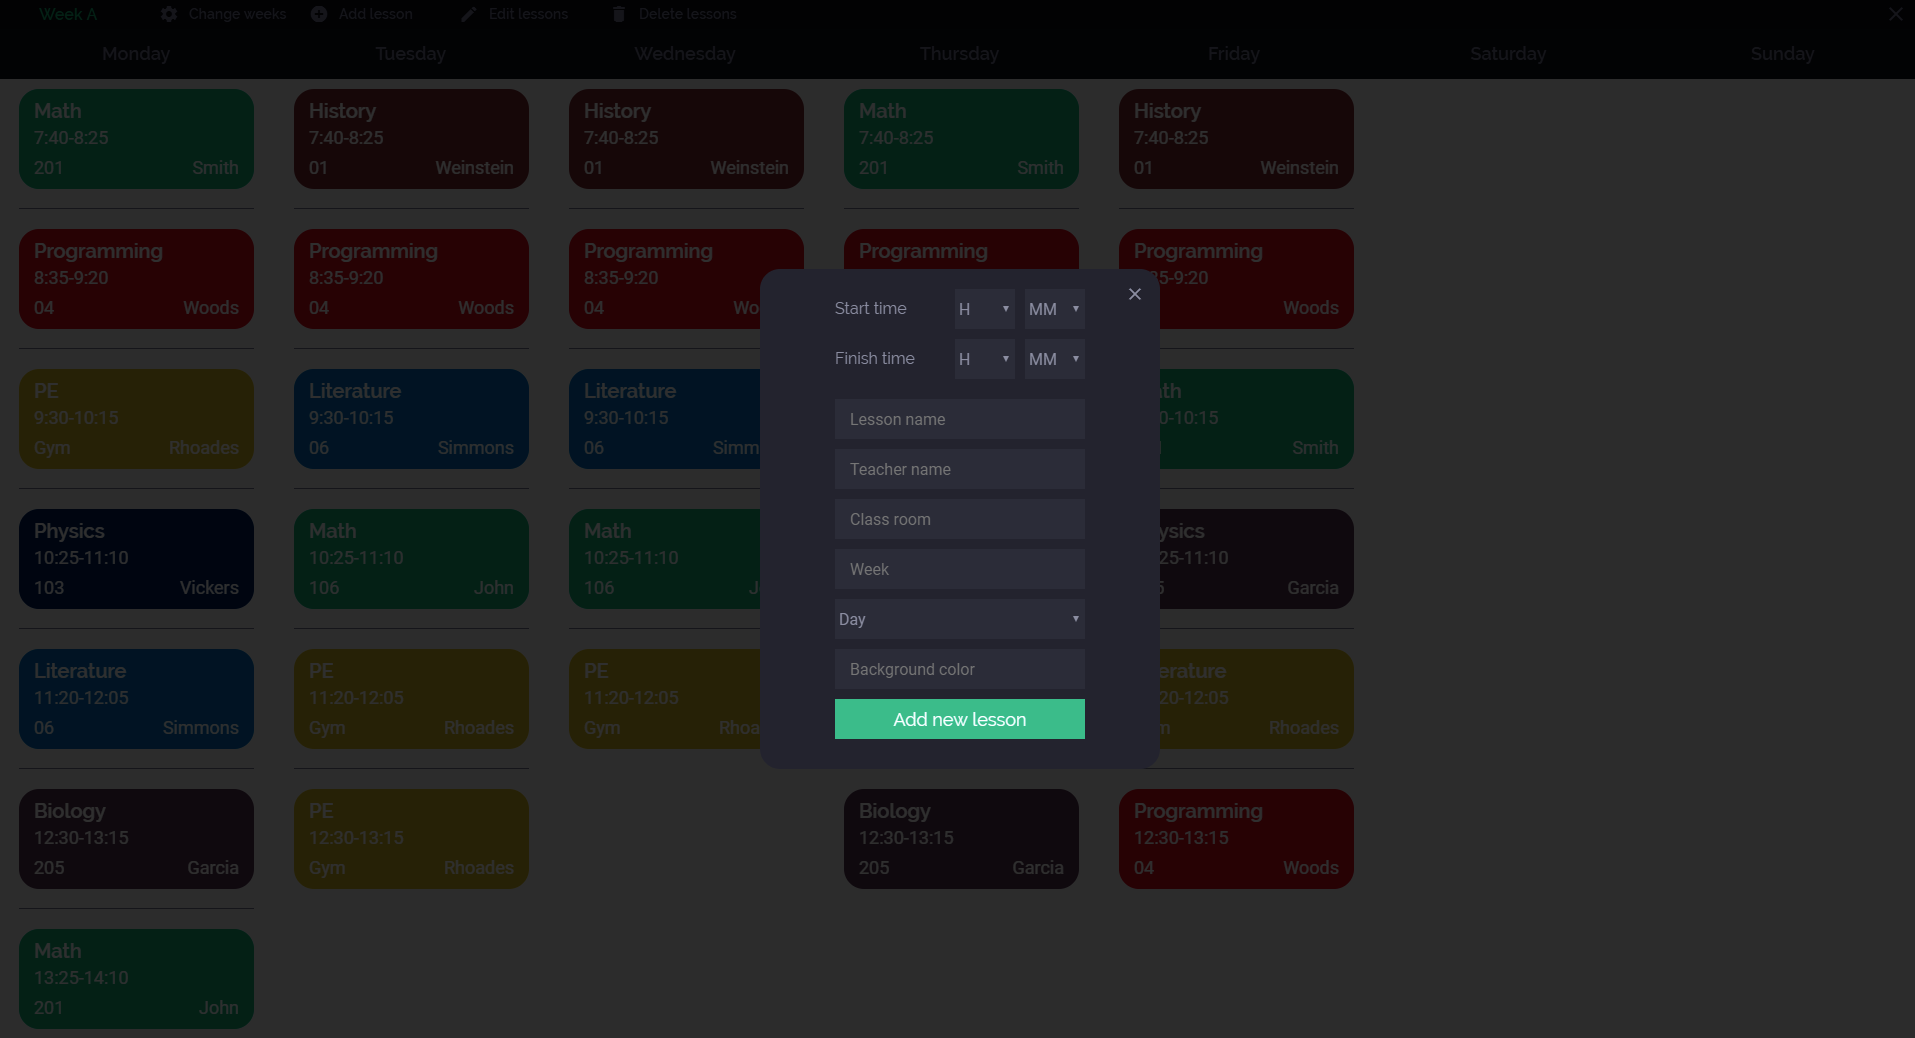 Week A Change weeks Add lesson Edit lessons Delete lessons
Monday Tuesday Wednesday Thursday Friday Saturday Sunday
Math History History Math History
7:40-8:25 7:40-8:25 7:40-8:25 7:40-8:25 7:40-8:25
201 Smith 01 Weinstein 01 Weinstein 201 Smith 01 Weinstein
Programming Programming Programming Programming Programming
8:35-9:20 8:35-9:20 8:35-9:20 35-9:20
04 Woods 04 Woods 04 Wo Woods
PE Literature Literature th
9:30-10:15 9:30-10:15 9:30-10:15 0-10:15
Gym Rhoades 06 Simmons 06 Simm Smith
Physics Math Math ysics
10:25-11:10 10:25-11:10 10:25-11:10 25-11:10
103 Vickers 106 John 106 J Garcia
Literature PE PE erature
11:20-12:05 11:20-12:05 11:20-12:05 20-12:05
06 Simmons Gym Rhoades Gym Rhoa m Rhoades
Biology PE Biology Programming
12:30-13:15 12:30-13:15 12:30-13:15 12:30-13:15
205 Garcia Gym Rhoades 205 Garcia 04 Woods
Math
13:25-14:10
201 John
Start time H MM
Finish time H MM
Lesson name
Teacher name
Class room
Week
Day
Background color
Add new lesson